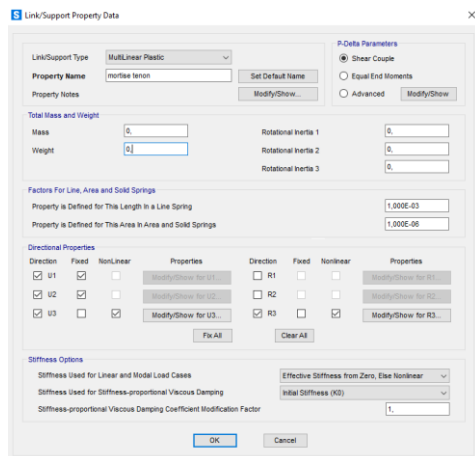 Link/Support Property Data
P-Delta Parameters
Link/Support Type MultiLinear Plastic
Shear Couple
Property Name mortise tenon Set Default Name
Equal End Moments
Property Notes Modify/Show...
Advanced Modify/Show
Total Mass and Weight
Mass 0, Rotational Inertia 1 0,
Weight 0, Rotational Inertia 2 0,
Rotational Inertia 3 0,
Factors For Line, Area and Solid Springs
Property is Defined for This Length In a Line Spring 1,000E-03
Property is Defined for This Area In Area and Solid Springs 1,000E-06
Directional Properties
Direction Fixed NonLinear Properties Direction Fixed Nonlinear Properties
U1 Modify/Show for U1... R1 Modify/Show for R1...
U2 Modify/Show for U2... R2 Modify/Show for R2...
U3 Modify/Show for U3... R3 Modify/Show for R3...
Fix All Clear All
Stiffness Options
Stiffness Used for Linear and Modal Load Cases Effective Stiffness from Zero, Else Nonlinear
Stiffness Used for Stiffness-proportional Viscous Damping Initial Stiffness (K0)
Stiffness-proportional Viscous Damping Coefficient Modification Factor 1,
OK Cancel